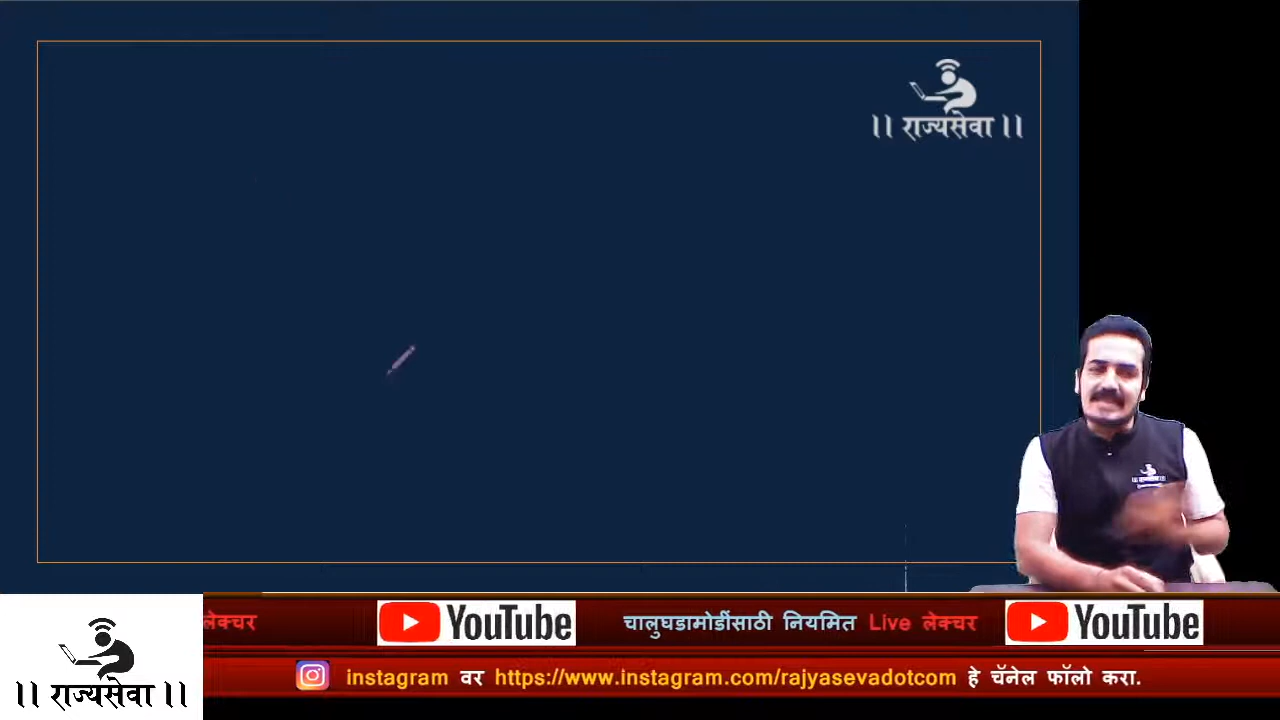 ।। राज्यसेवा ।।
लेक्चर YouTube चालुघडामोडींसाठी नियमित Live लेक्चर YouTube
instagram वर https://www.instagram.com/rajyasevadotcom हे चॅनेल फॉलो करा.
।। राज्यसेवा ।।